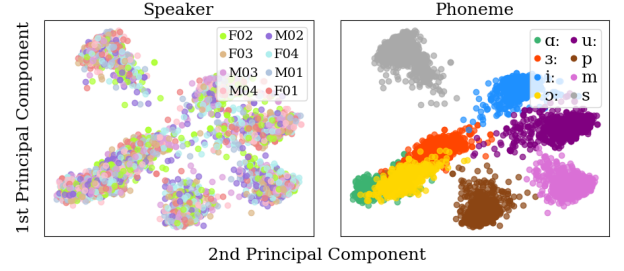 Speaker
Phoneme
F02 M02
F03 F04
M03 M01
M04 F01
ɑː uː
ɜː p
iː m
ɔː s
1st Principal Component
2nd Principal Component